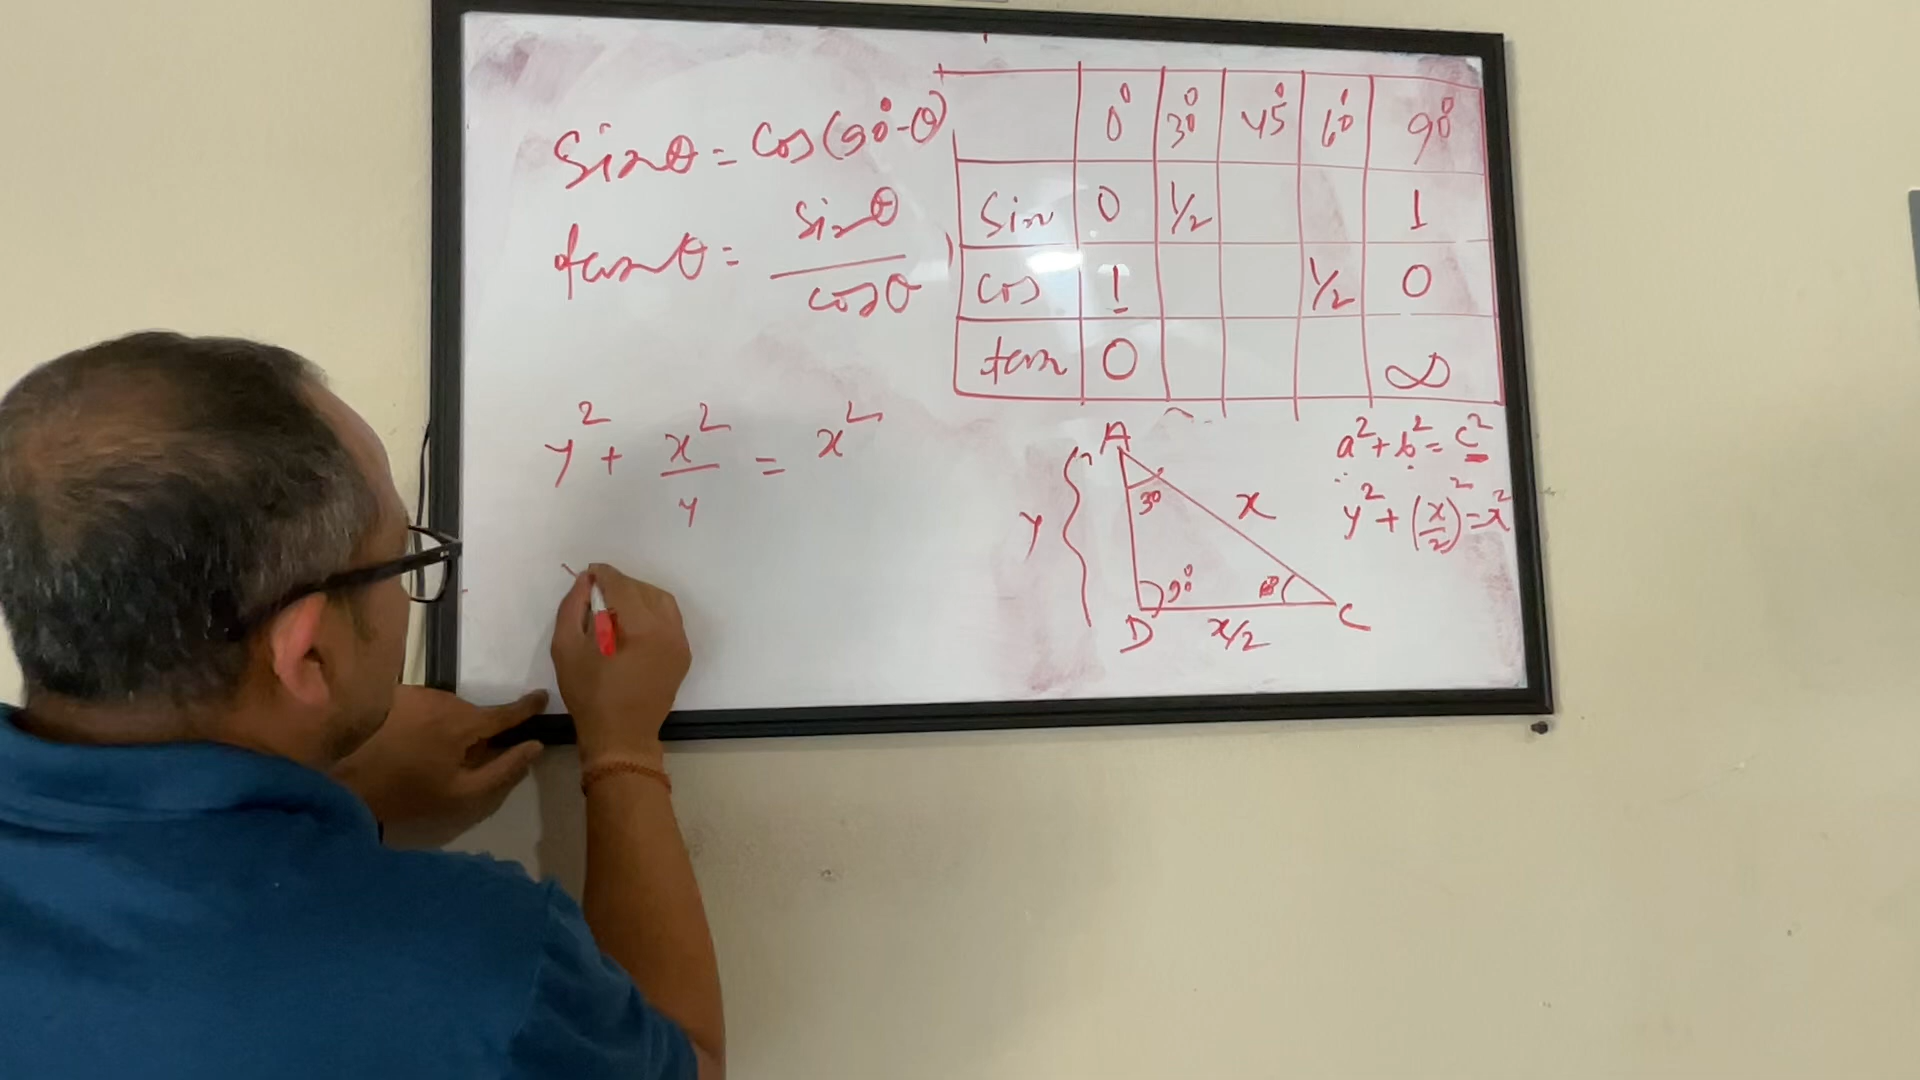 sinθ = cos(90°-θ)
tanθ = sinθ
cosθ
0° 30° 45° 60° 90°
sin 0 1/2 1
cos 1 1/2 0
tan 0 ∞
y² + x²/4 = x²
A
30
y
x
90°
60
D
x/2
C
a² + b² = c²
y² + (x/2)² = x²